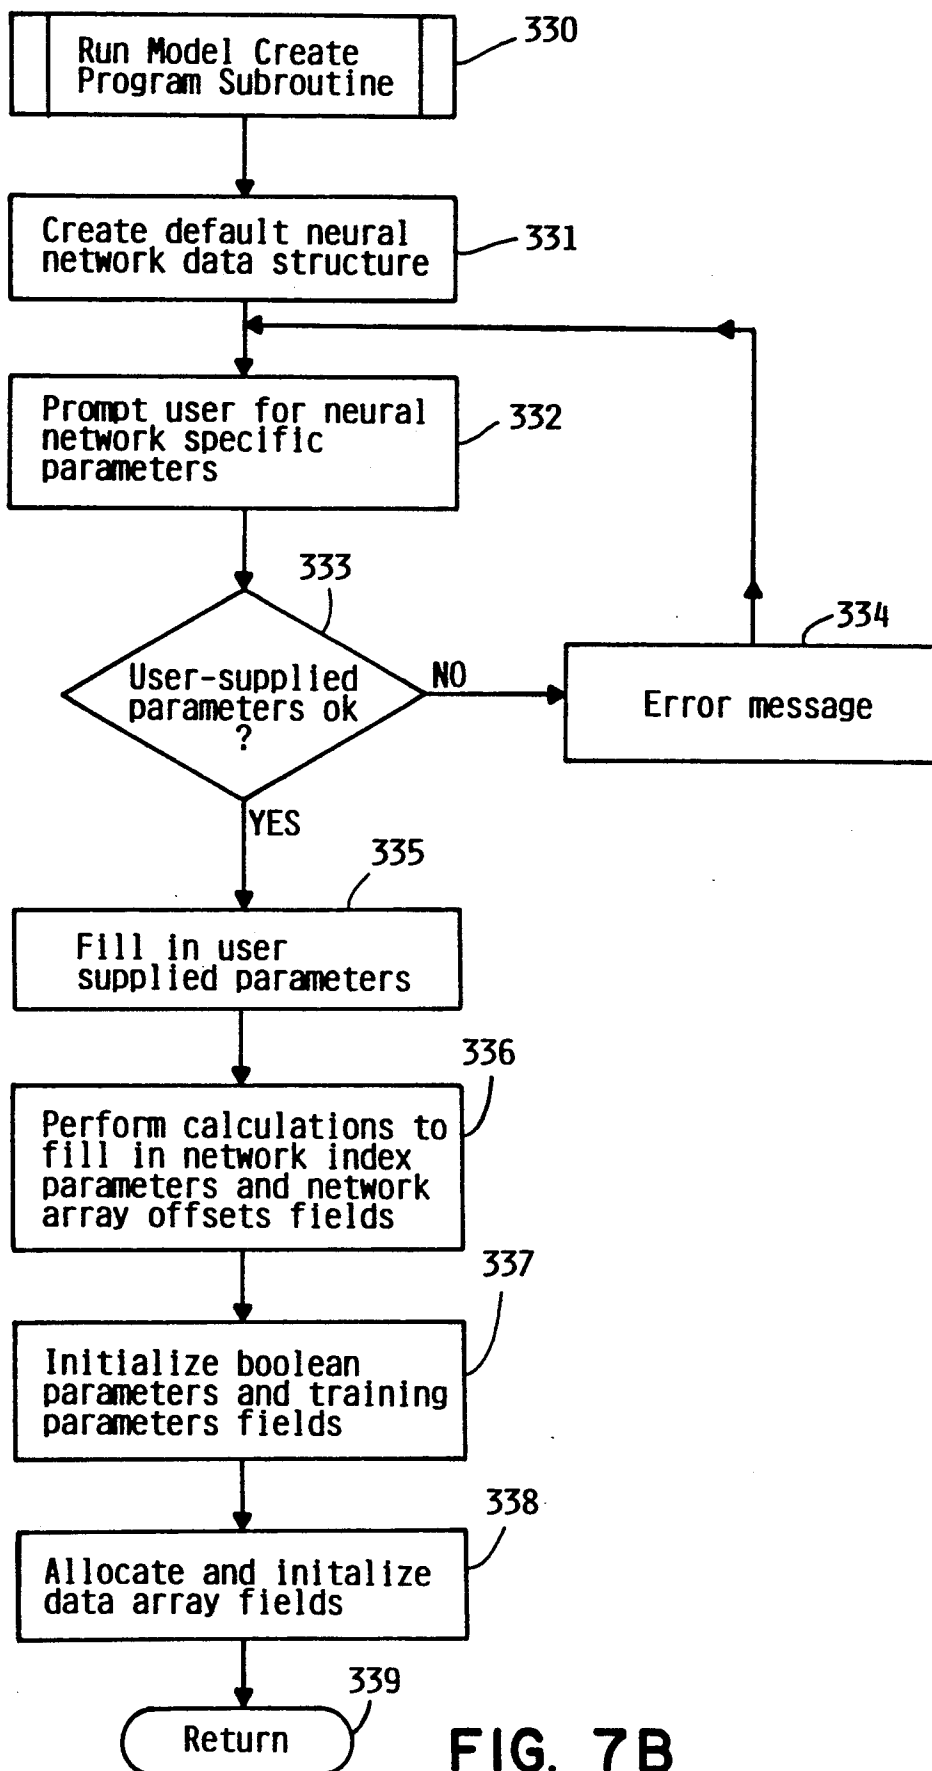 Run Model Create
Program Subroutine
330
Create default neural
network data structure
331
Prompt user for neural
network specific
parameters
332
333
User-supplied
parameters ok
?
NO
334
Error message
YES
335
Fill in user
supplied parameters
336
Perform calculations to
fill in network index
parameters and network
array offsets fields
337
Initialize boolean
parameters and training
parameters fields
338
Allocate and initalize
data array fields
339
Return
FIG. 7B